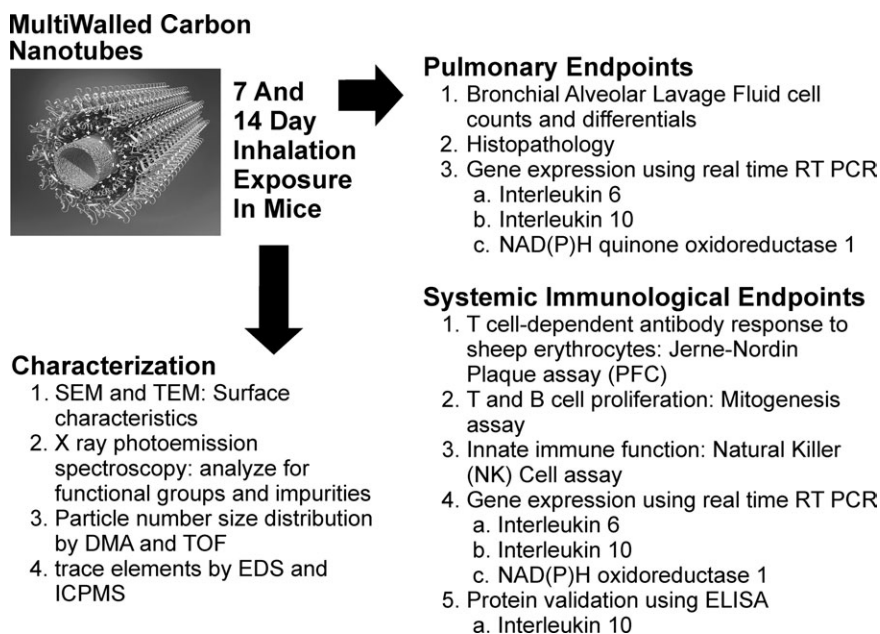 MultiWalled Carbon
Nanotubes
7 And
14 Day
Inhalation
Exposure
In Mice
Pulmonary Endpoints
1. Bronchial Alveolar Lavage Fluid cell
counts and differentials
2. Histopathology
3. Gene expression using real time RT PCR
a. Interleukin 6
b. Interleukin 10
c. NAD(P)H quinone oxidoreductase 1
Systemic Immunological Endpoints
1. T cell-dependent antibody response to
sheep erythrocytes: Jerne-Nordin
Plaque assay (PFC)
2. T and B cell proliferation: Mitogenesis
assay
3. Innate immune function: Natural Killer
(NK) Cell assay
4. Gene expression using real time RT PCR
a. Interleukin 6
b. Interleukin 10
c. NAD(P)H oxidoreductase 1
5. Protein validation using ELISA
a. Interleukin 10
Characterization
1. SEM and TEM: Surface
characteristics
2. X ray photoemission
spectroscopy: analyze for
functional groups and impurities
3. Particle number size distribution
by DMA and TOF
4. trace elements by EDS and
ICPMS